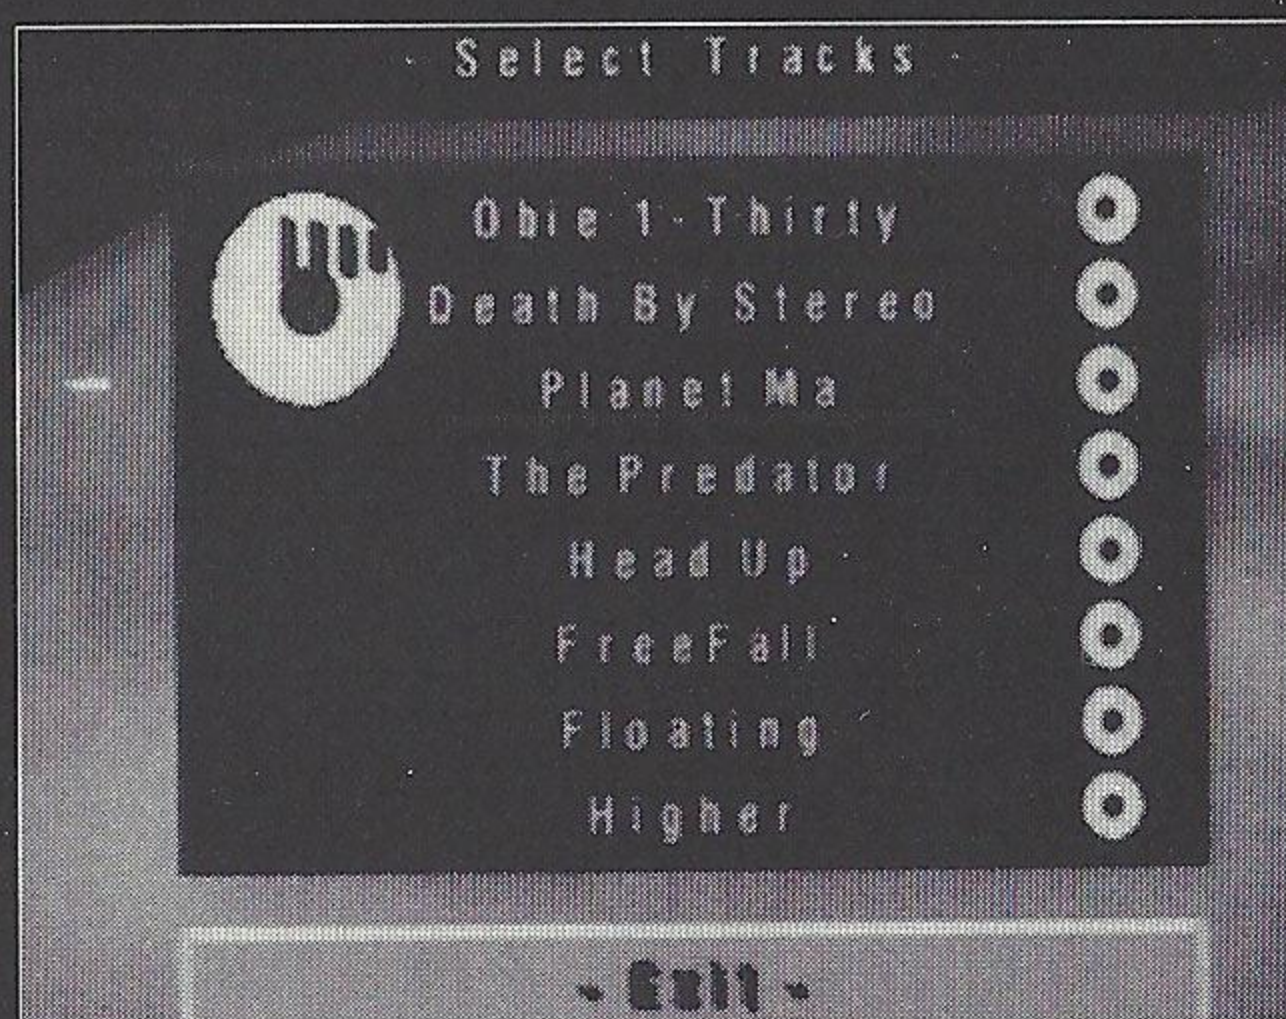 - Select Tracks -
Obie 1-Thirty
Death By Stereo
Planet Ma
The Predator
Head Up
FreeFall
Floating
Higher
- Exit -